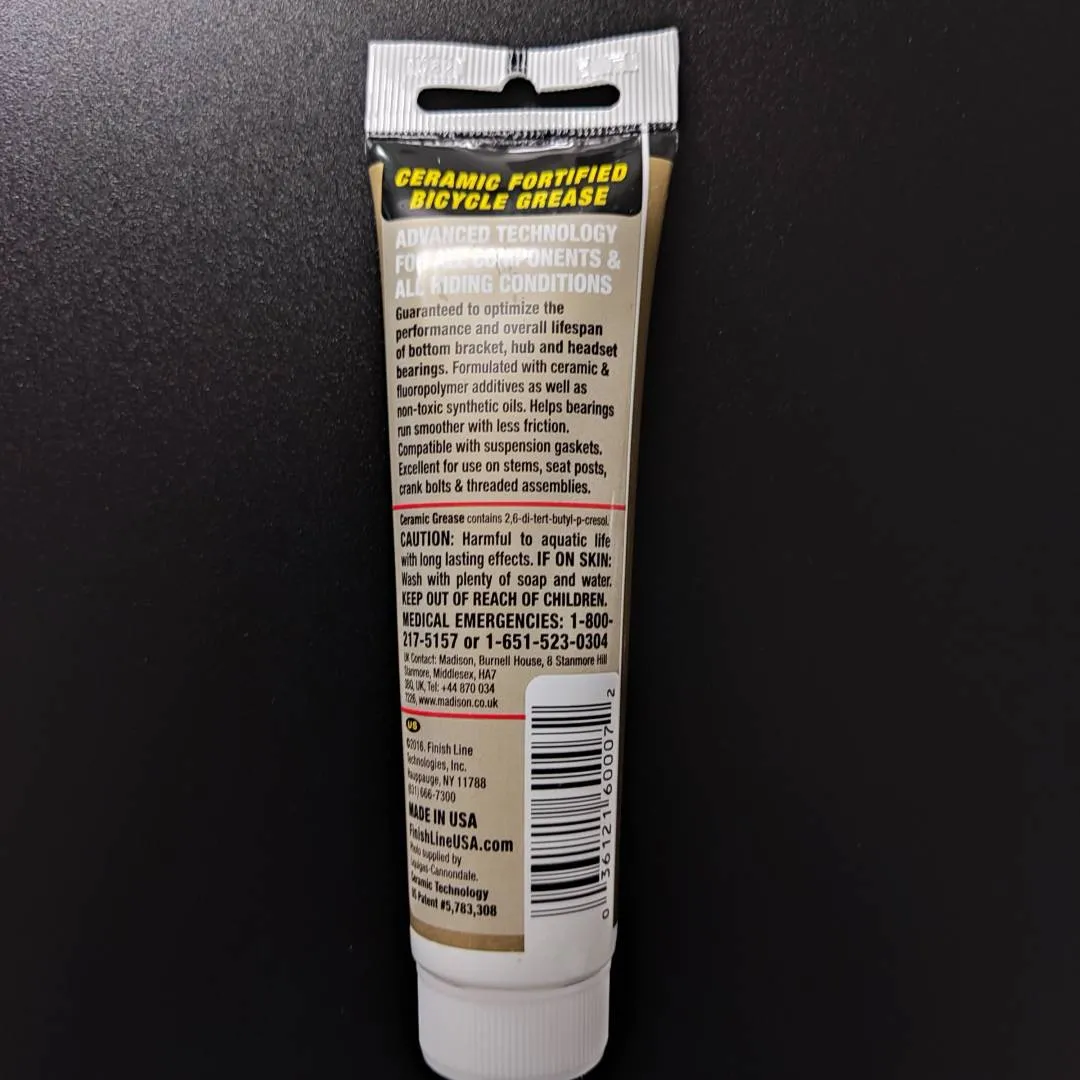 CERAMIC FORTIFIED
BICYCLE GREASE
ADVANCED TECHNOLOGY
FOR ALL COMPONENTS &
ALL RIDING CONDITIONS
Guaranteed to optimize the
performance and overall lifespan
of bottom bracket, hub and headset
bearings. Formulated with ceramic &
fluoropolymer additives as well as
non-toxic synthetic oils. Helps bearings
run smoother with less friction.
Compatible with suspension gaskets.
Excellent for use on stems, seat posts,
crank bolts & threaded assemblies.
Ceramic Grease contains 2,6-di-tert-butyl-p-cresol.
CAUTION: Harmful to aquatic life
with long lasting effects. IF ON SKIN:
Wash with plenty of soap and water.
KEEP OUT OF REACH OF CHILDREN.
MEDICAL EMERGENCIES: 1-800-
217-5157 or 1-651-523-0304
UK Contact: Madison, Burnell House, 8 Stanmore Hill
Stanmore, Middlesex, HA7
3BQ, UK, Tel: +44 870 034
7226, www.madison.co.uk
US
©2016. Finish Line
Technologies, Inc.
Hauppauge, NY 11788
(631) 666-7300
MADE IN USA
FinishLineUSA.com
Photo supplied by
Liquigas-Cannondale.
Ceramic Technology
US Patent #5,783,308
0 36121 60007 2